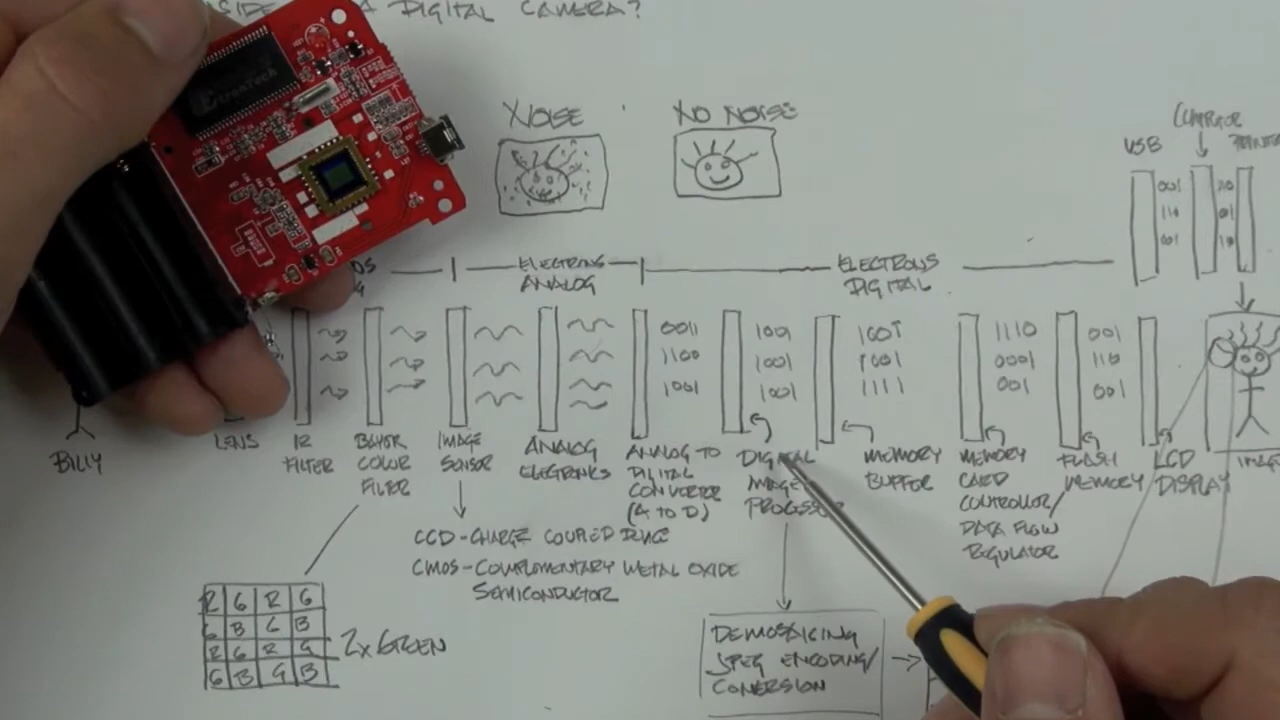 A DIGITAL CAMERA?
NOISE
NO NOISE
CHARGER
USB
001
110
001
ELECTRONS
ANALOG
ELECTRONS
DIGITAL
0011
1100
1001
1001
1001
1001
1001
1001
1111
1110
0001
001
001
110
001
BILLY
LENS
IR
FILTER
BAYER
COLOR
FILTER
IMAGE
SENSOR
ANALOG
ELECTRONICS
ANALOG TO
DIGITAL
CONVERTER
(A TO D)
DIGITAL
IMAGE
PROCESSOR
MEMORY
BUFFER
MEMORY
CARD
CONTROLLER/
DATA FLOW
REGULATOR
FLASH
MEMORY
LCD
DISPLAY
CCD - CHARGE COUPLED DEVICE
CMOS - COMPLOMENTARY METAL OXIDE
SEMICONDUCTOR
R G R G
G B G B
R G R G
G B G B
2x GREEN
DEMOSAICING
JPEG ENCODING/
CONERSION